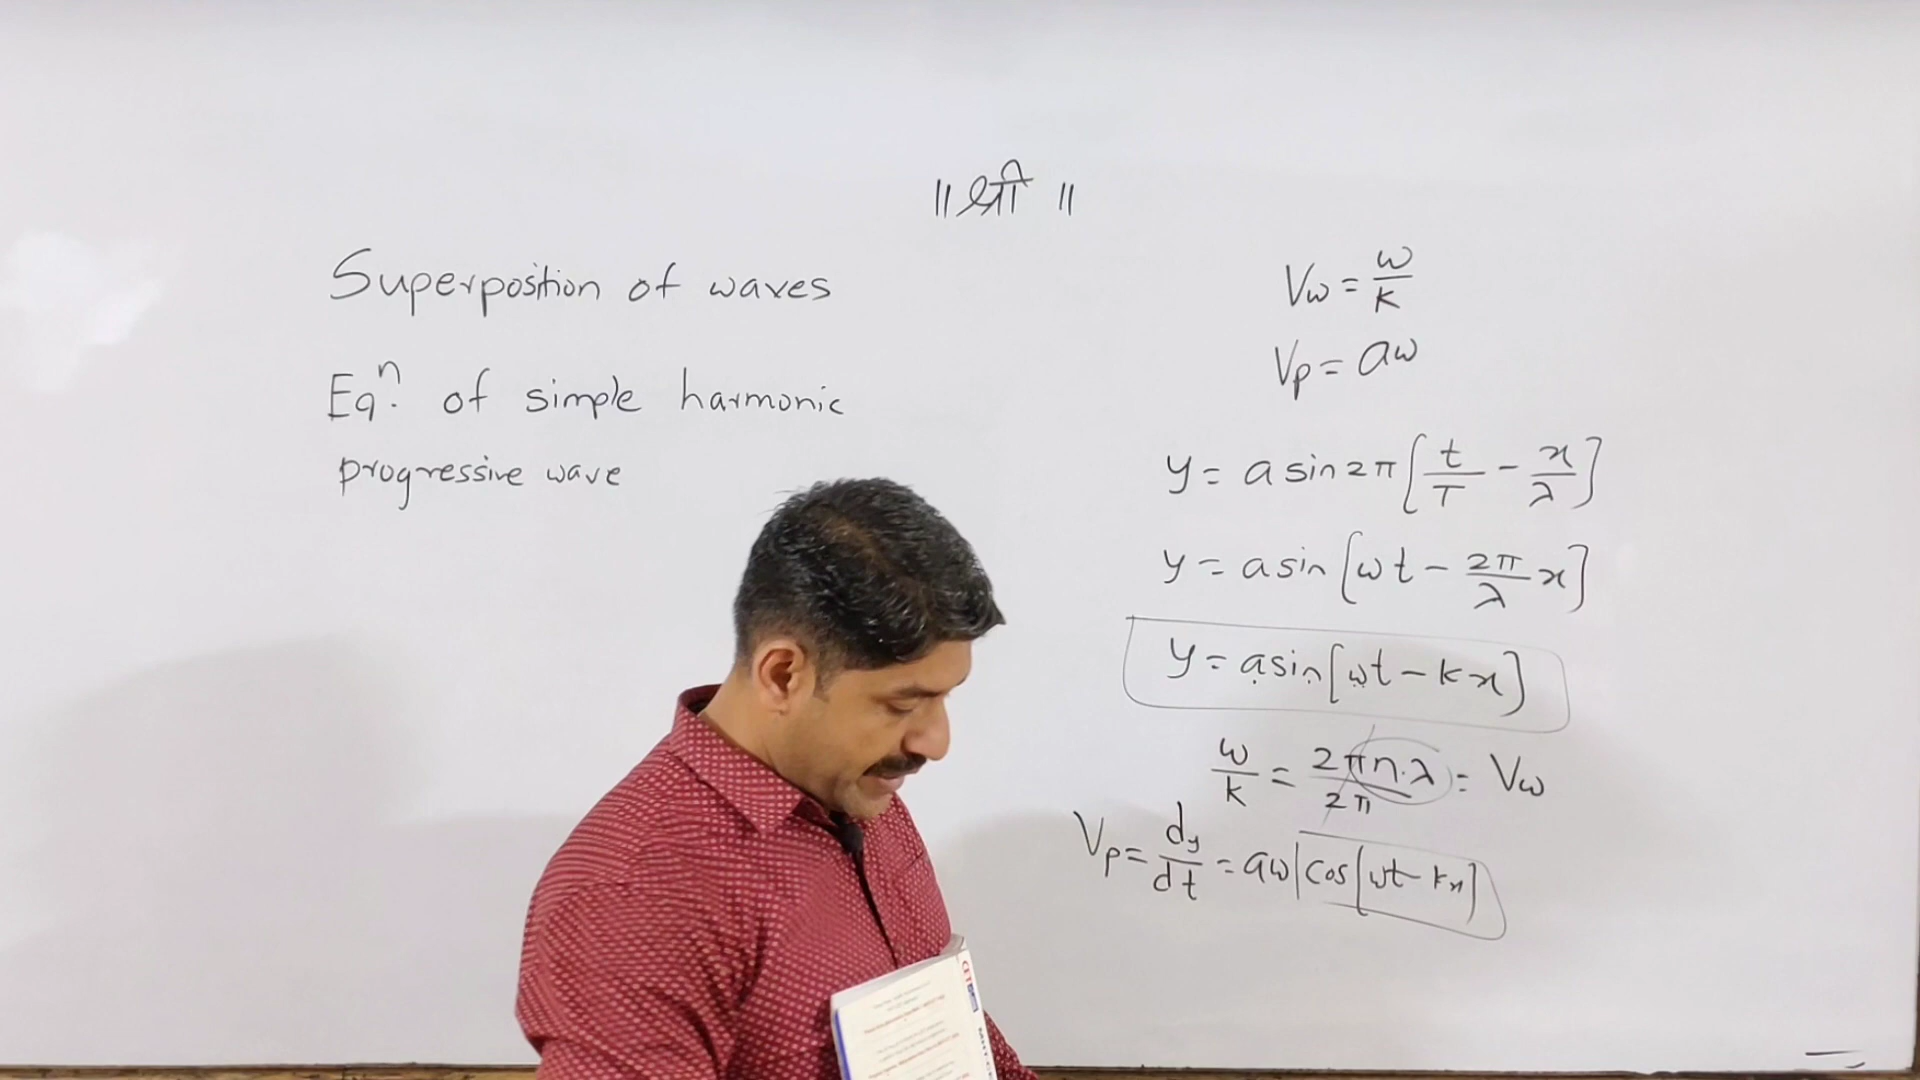 ॥ श्री ॥
Superposition of waves
Eqⁿ. of simple harmonic
progressive wave
Vω = ω/k
Vp = aω
y = a sin 2π [t/T - x/λ]
y = a sin [ωt - 2π/λ x]
y = a sin [ωt - kx]
ω/k = 2πn.λ/2π = Vω
Vp = dy/dt = aω cos [ωt - kx]